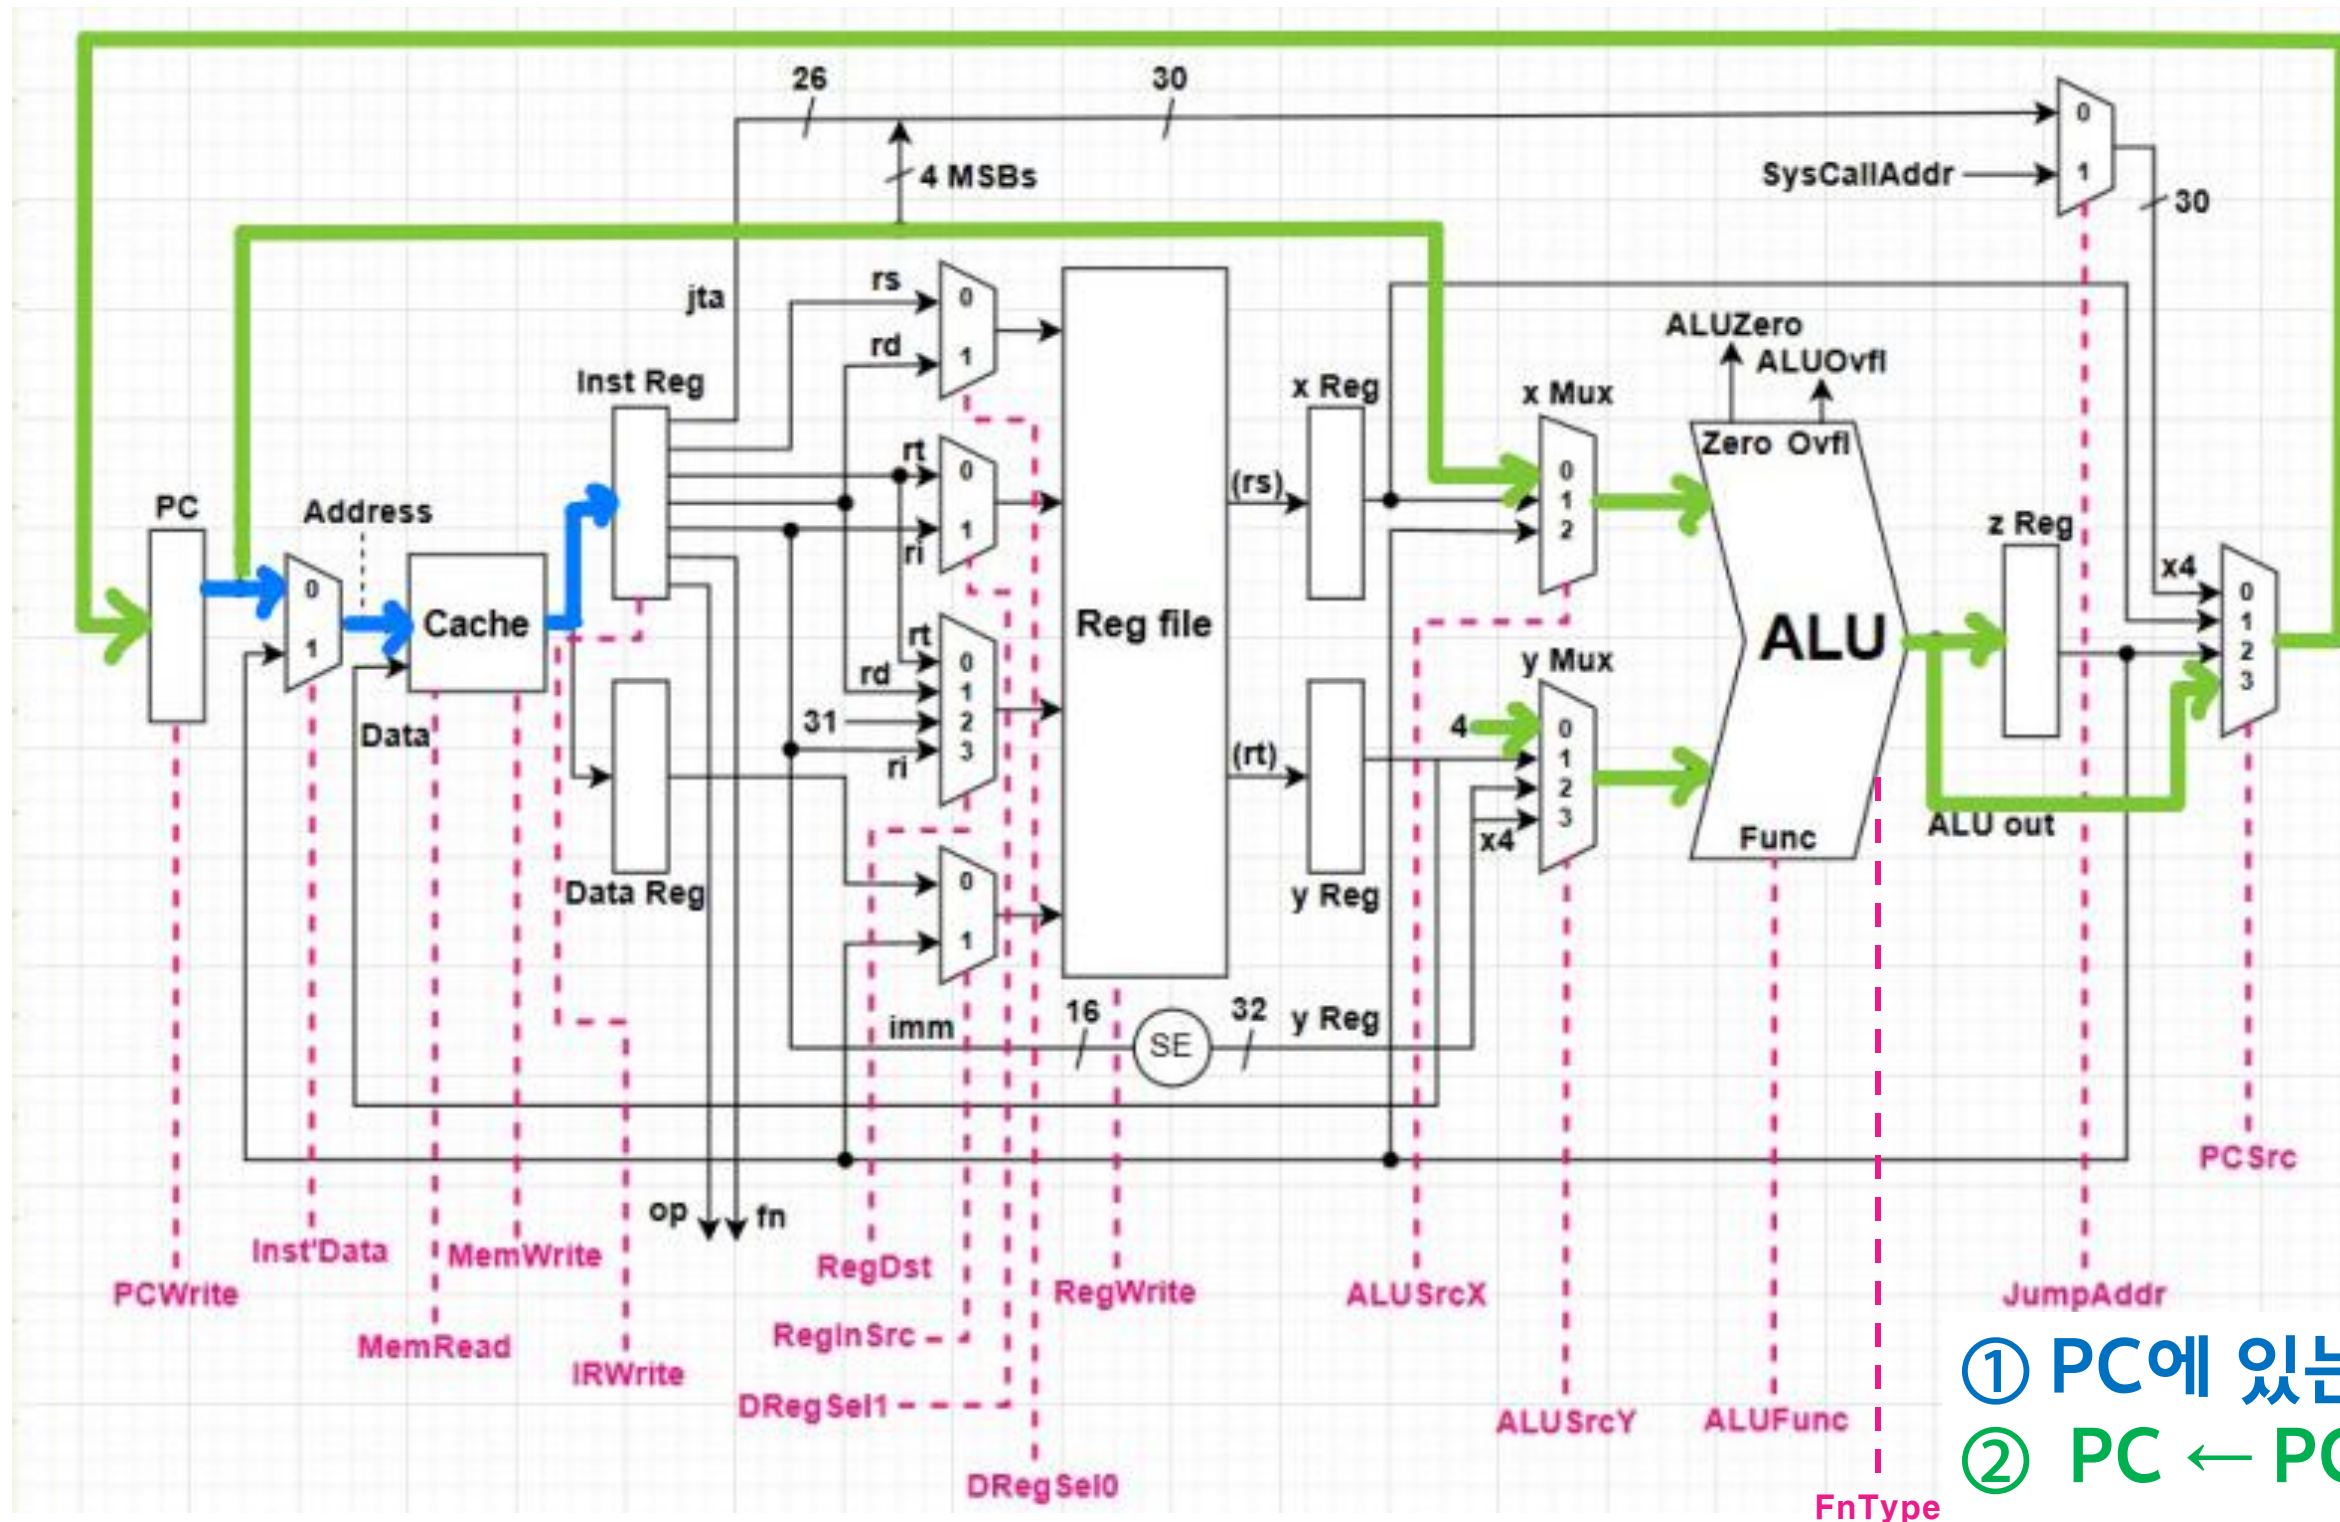 26
30
0
4 MSBs
SysCallAddr
1
30
jta
rs
0
rd
1
ALUZero
ALUOvfl
Inst Reg
x Reg
x Mux
Zero
Ovfl
rt
0
0
(rs)
1
2
PC
Address
z Reg
1
ri
x4
0
0
1
Cache
Reg file
ALU
1
2
3
rt
0
rd
1
31
2
3
ri
y Mux
Data
4
0
(rt)
1
2
3
x4
ALU out
Func
Data Reg
0
y Reg
1
imm
16
SE
32
y Reg
PCSrc
op
fn
Inst'Data
MemWrite
RegDst
PCWrite
RegWrite
ALUSrcX
JumpAddr
MemRead
RegInSrc
IRWrite
DRegSel1
ALUSrcY
ALUFunc
DRegSel0
FnType
① PC에 있
② PC ← P